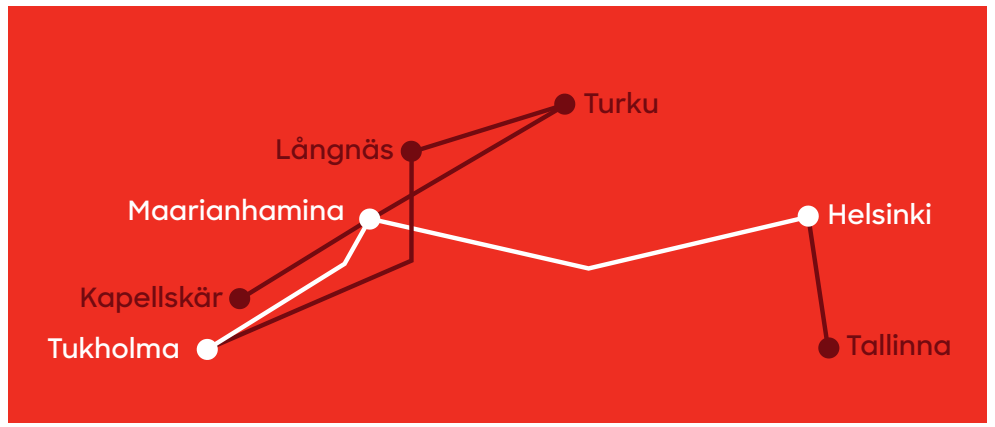 Turku
Långnäs
Maarianhamina
Helsinki
Kapellskär
Tukholma
Tallinna